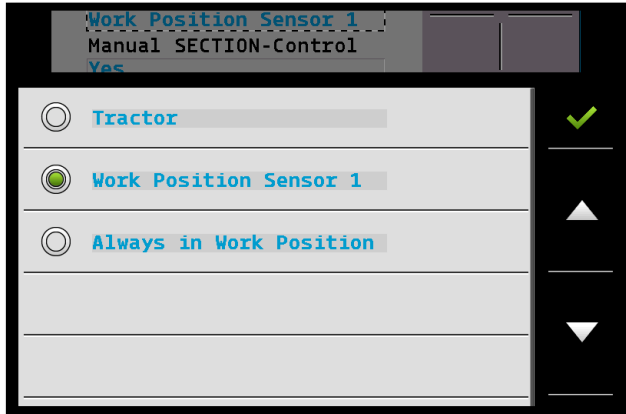 Work Position Sensor 1
Manual SECTION-Control
Yes
Tractor
Work Position Sensor 1
Always in Work Position